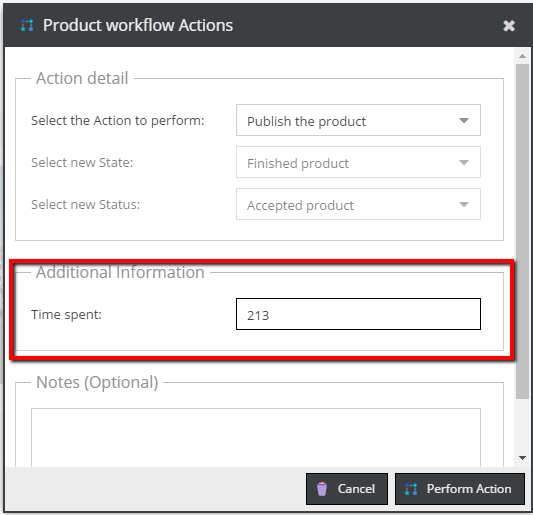 Product workflow Actions
Action detail
Select the Action to perform: Publish the product
Select new State: Finished product
Select new Status: Accepted product
Additional Information
Time spent: 213
Notes (Optional)
Cancel Perform Action